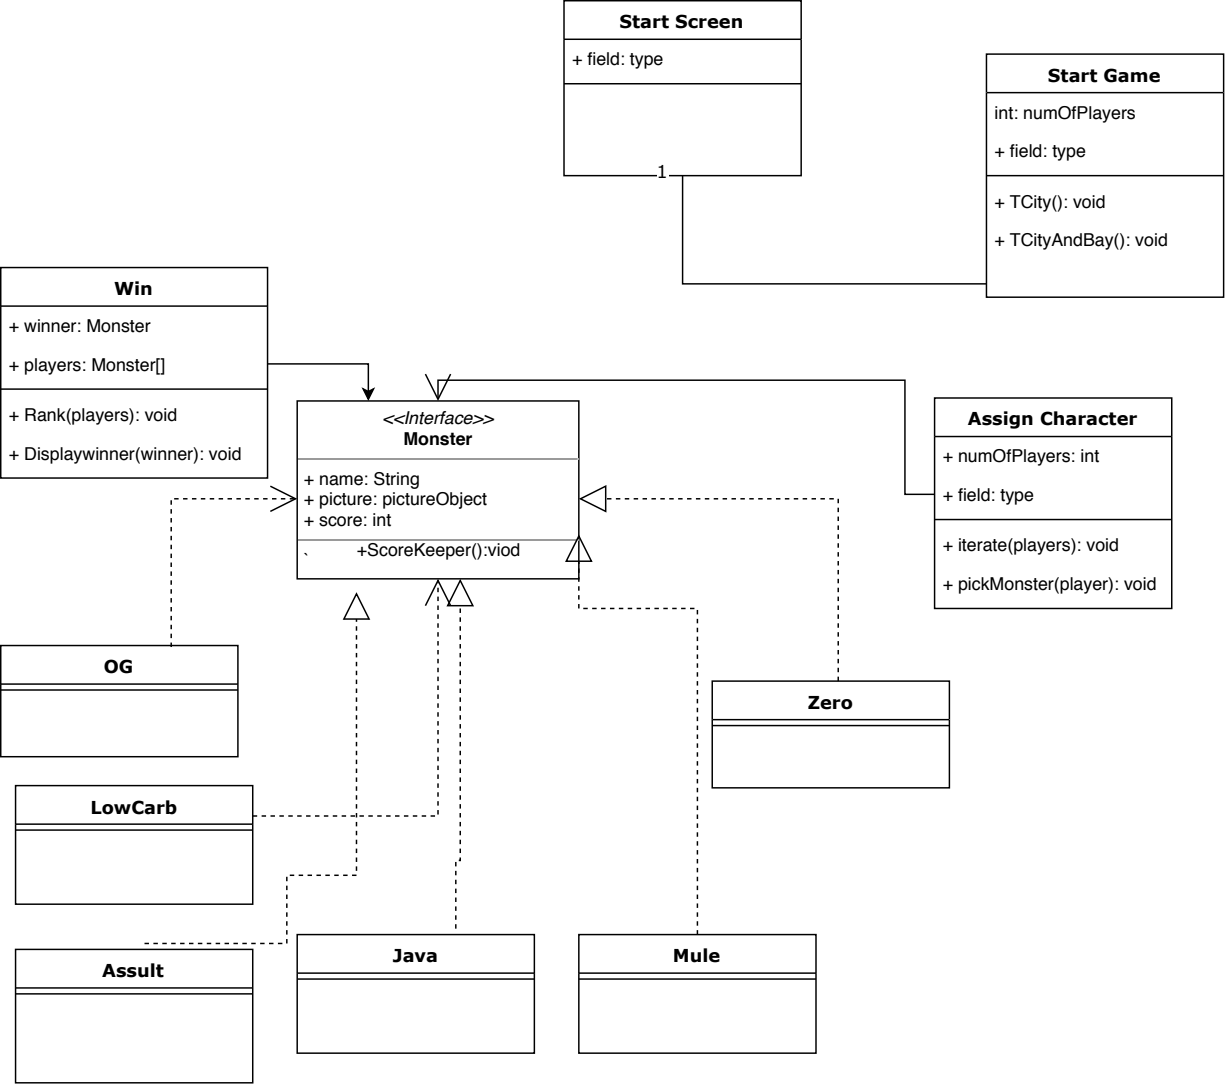 Start Screen
+ field: type
1
Start Game
int: numOfPlayers
+ field: type
+ TCity(): void
+ TCityAndBay(): void
Win
+ winner: Monster
+ players: Monster[]
+ Rank(players): void
+ Displaywinner(winner): void
<<Interface>>
Monster
+ name: String
+ picture: pictureObject
+ score: int
` +ScoreKeeper():viod
Assign Character
+ numOfPlayers: int
+ field: type
+ iterate(players): void
+ pickMonster(player): void
OG
Zero
LowCarb
Assult
Java
Mule